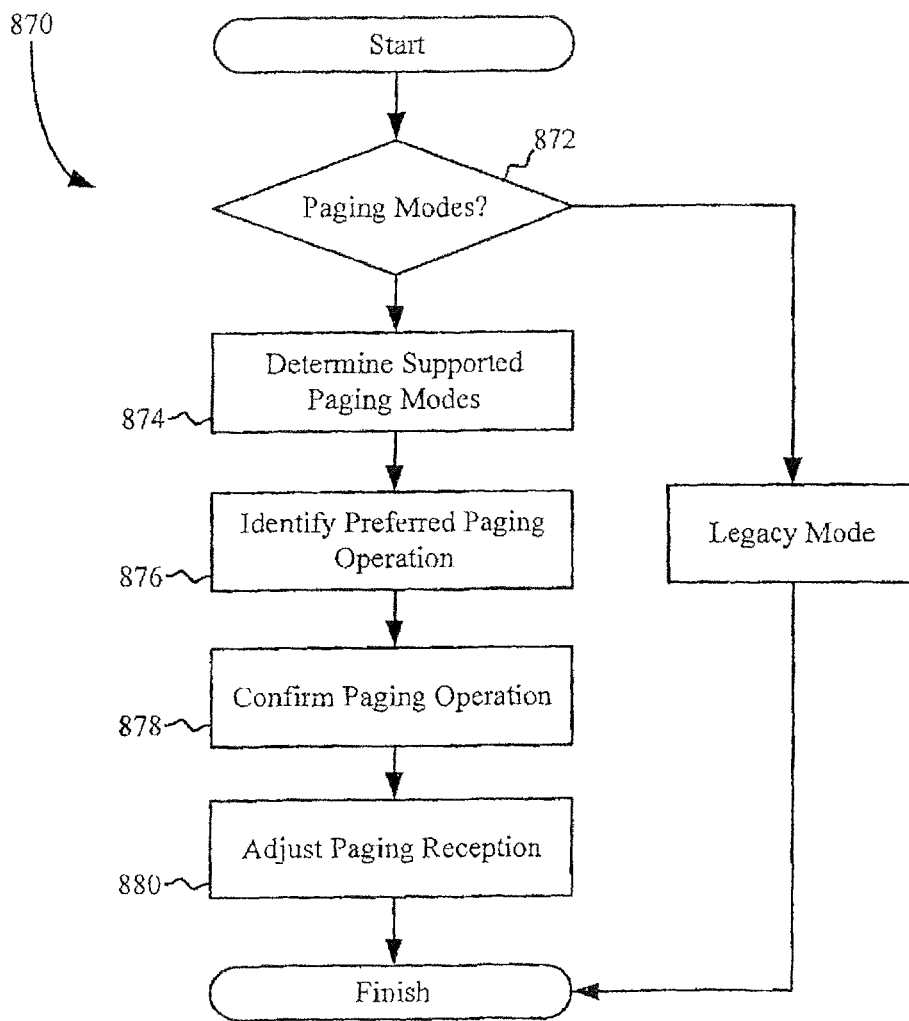 870
Start
872
Paging Modes?
Determine Supported
Paging Modes
874
Identify Preferred Paging
Operation
876
Legacy Mode
Confirm Paging Operation
878
Adjust Paging Reception
880
Finish